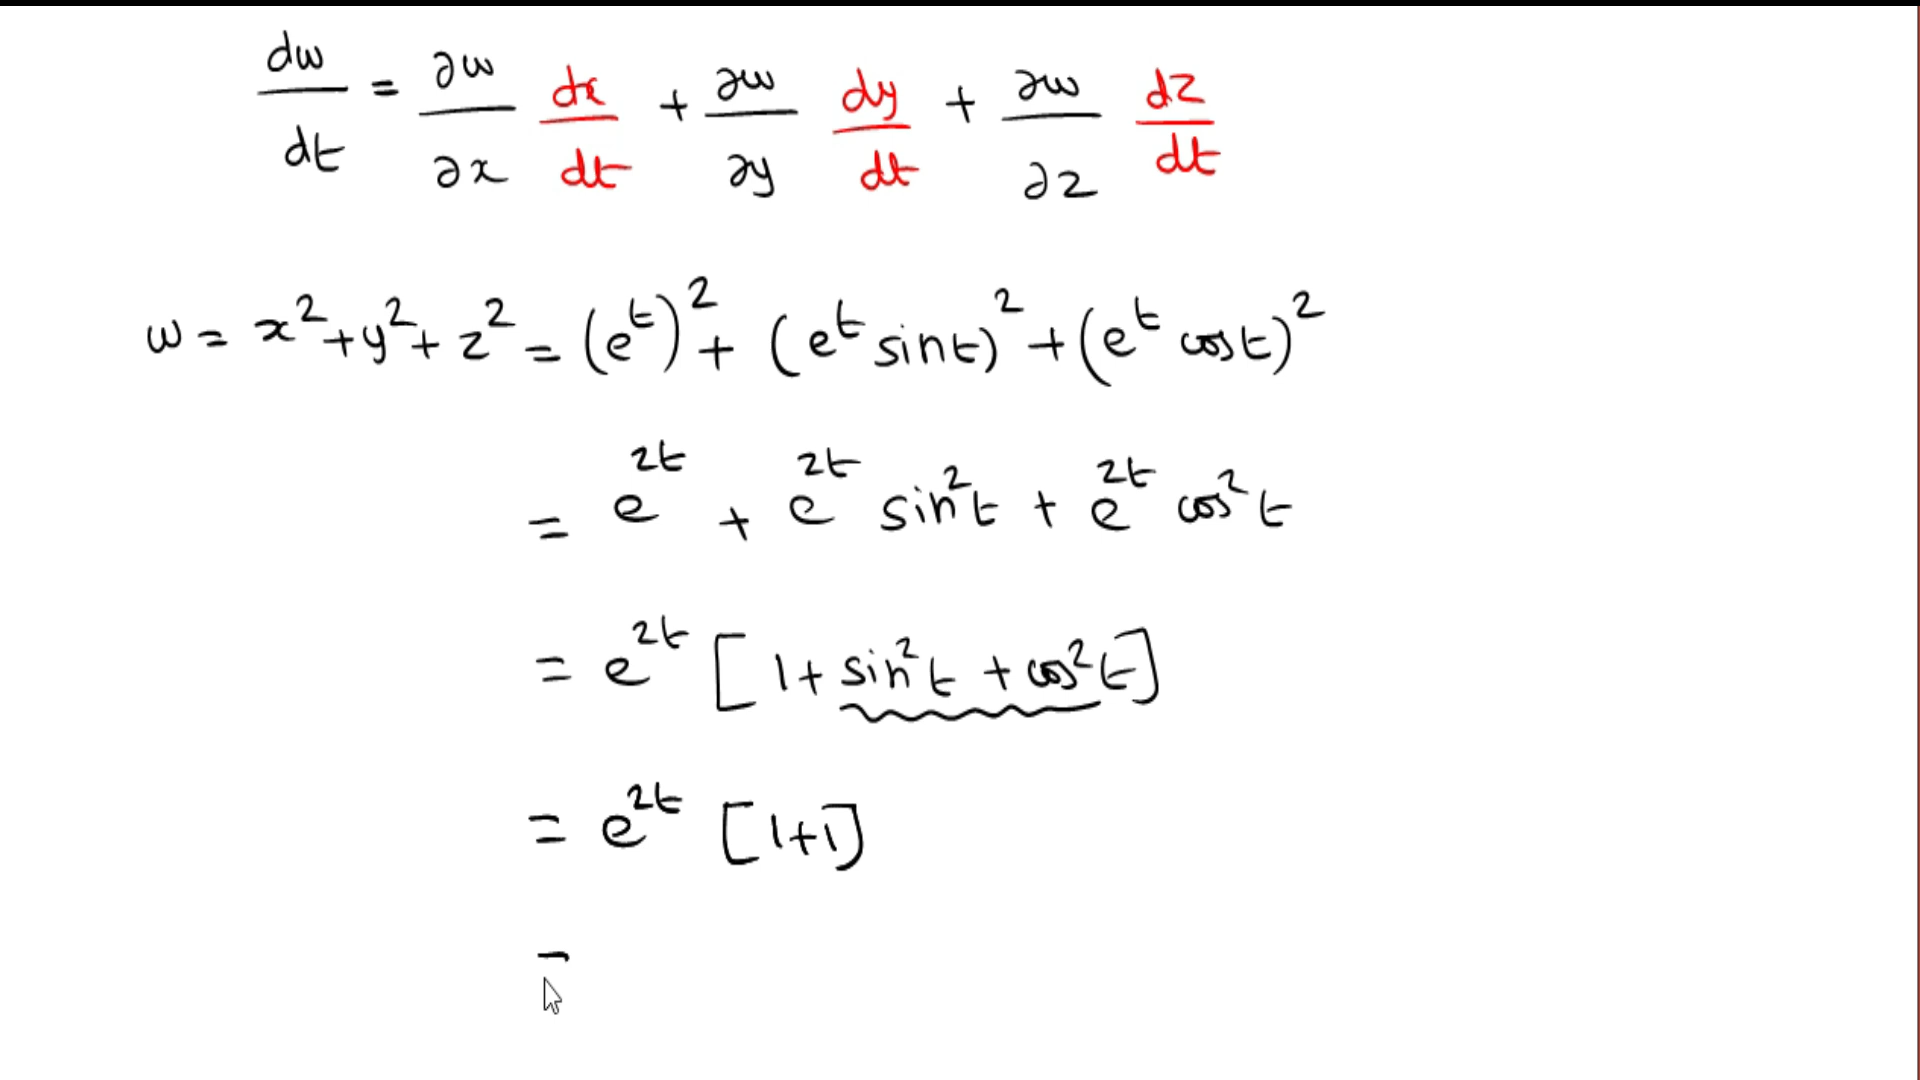 dw/dt = ∂w/∂x dx/dt + ∂w/∂y dy/dt + ∂w/∂z dz/dt
w = x² + y² + z² = (e^t)² + (e^t sint)² + (e^t cost)²
= e^2t + e^2t sin²t + e^2t cos²t
= e^2t [1 + sin²t + cos²t]
= e^2t [1+1]